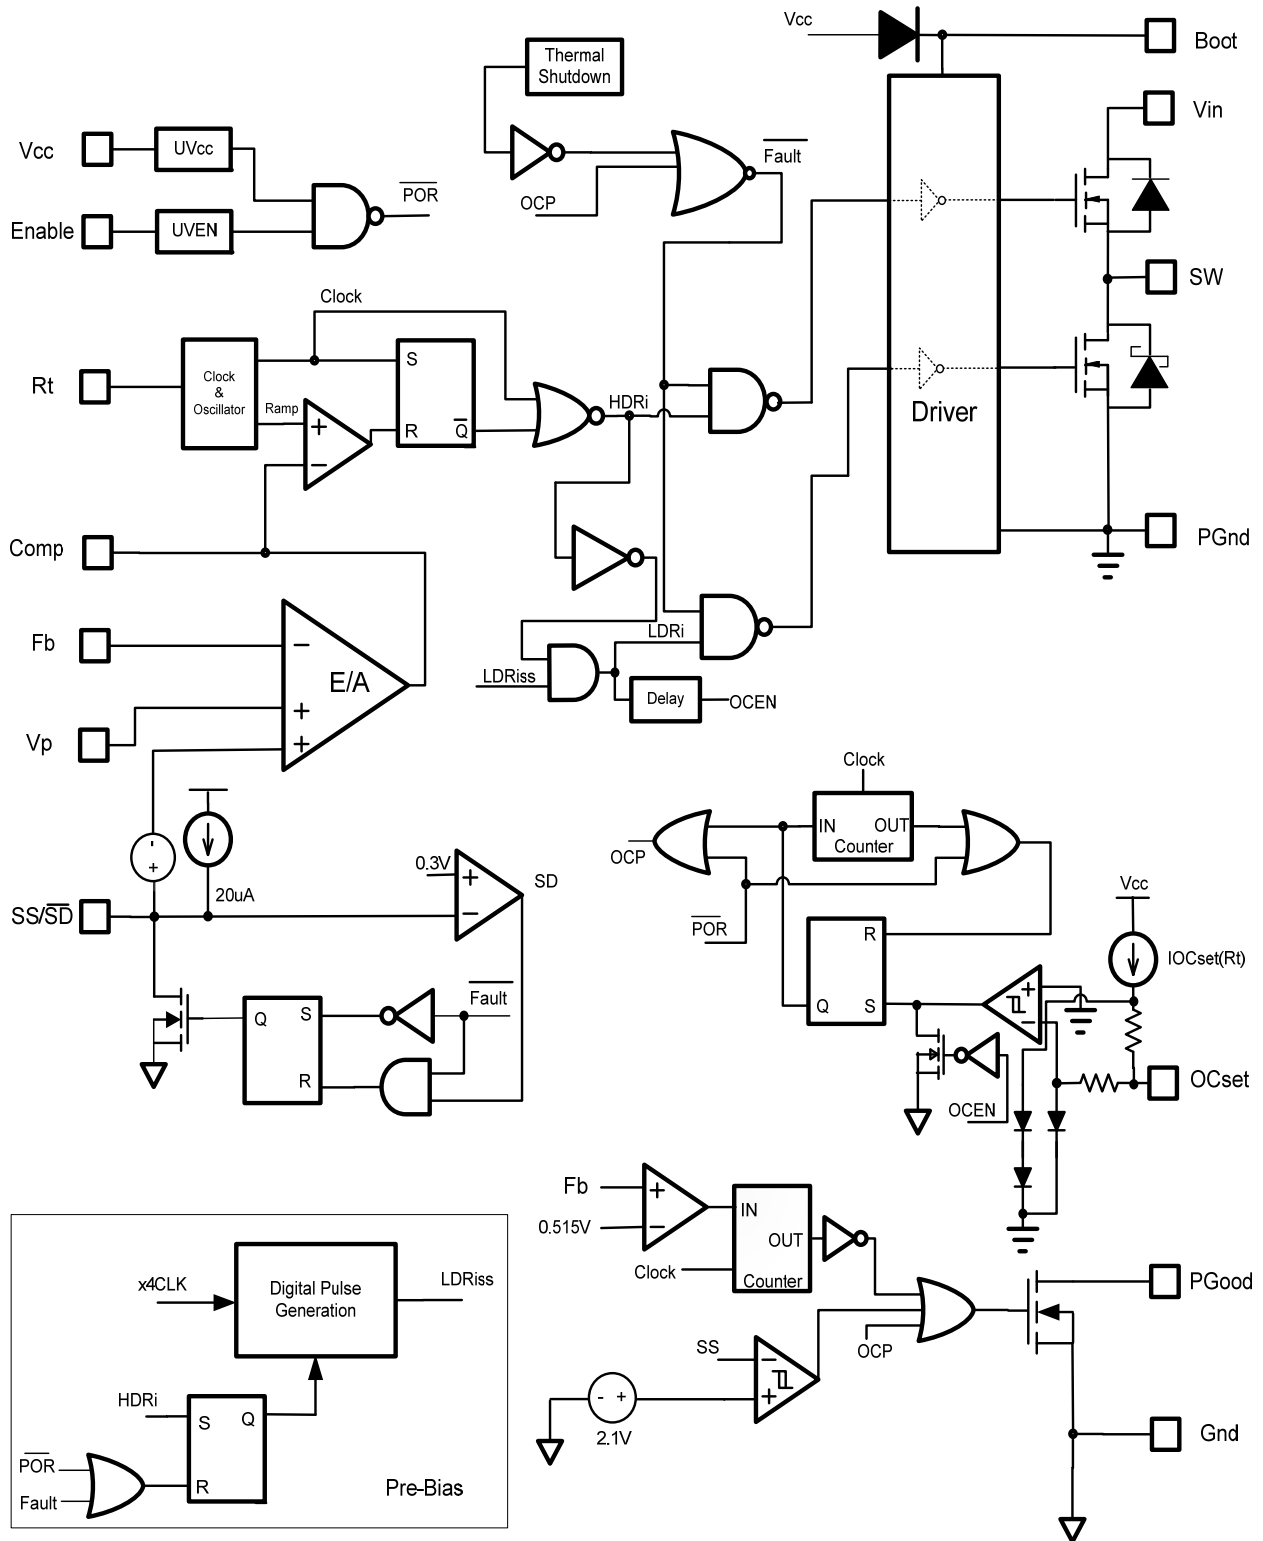 Vcc
Boot
Thermal
Shutdown
Vin
Vcc
UVcc
Fault
POR
OCP
Enable
UVEN
SW
Clock
Rt
Clock
&
Oscillator
S
Ramp
HDRi
+
R
Q
Driver
−
Comp
PGnd
Fb
−
LDRi
E/A
LDRiss
Delay
OCEN
+
Vp
+
Clock
IN
OUT
Counter
OCP
-
+
0.3V
+
SD
20uA
Vcc
SS/SD
−
POR
R
IOCset(Rt)
Fault
Q
S
+
−
Q
S
R
OCset
OCEN
Fb
+
IN
0.515V
−
OUT
Clock
Counter
x4CLK
Digital Pulse
Generation
LDRiss
PGood
SS
−
OCP
HDRi
S
Q
- +
+
2.1V
Gnd
POR
R
Fault
Pre-Bias